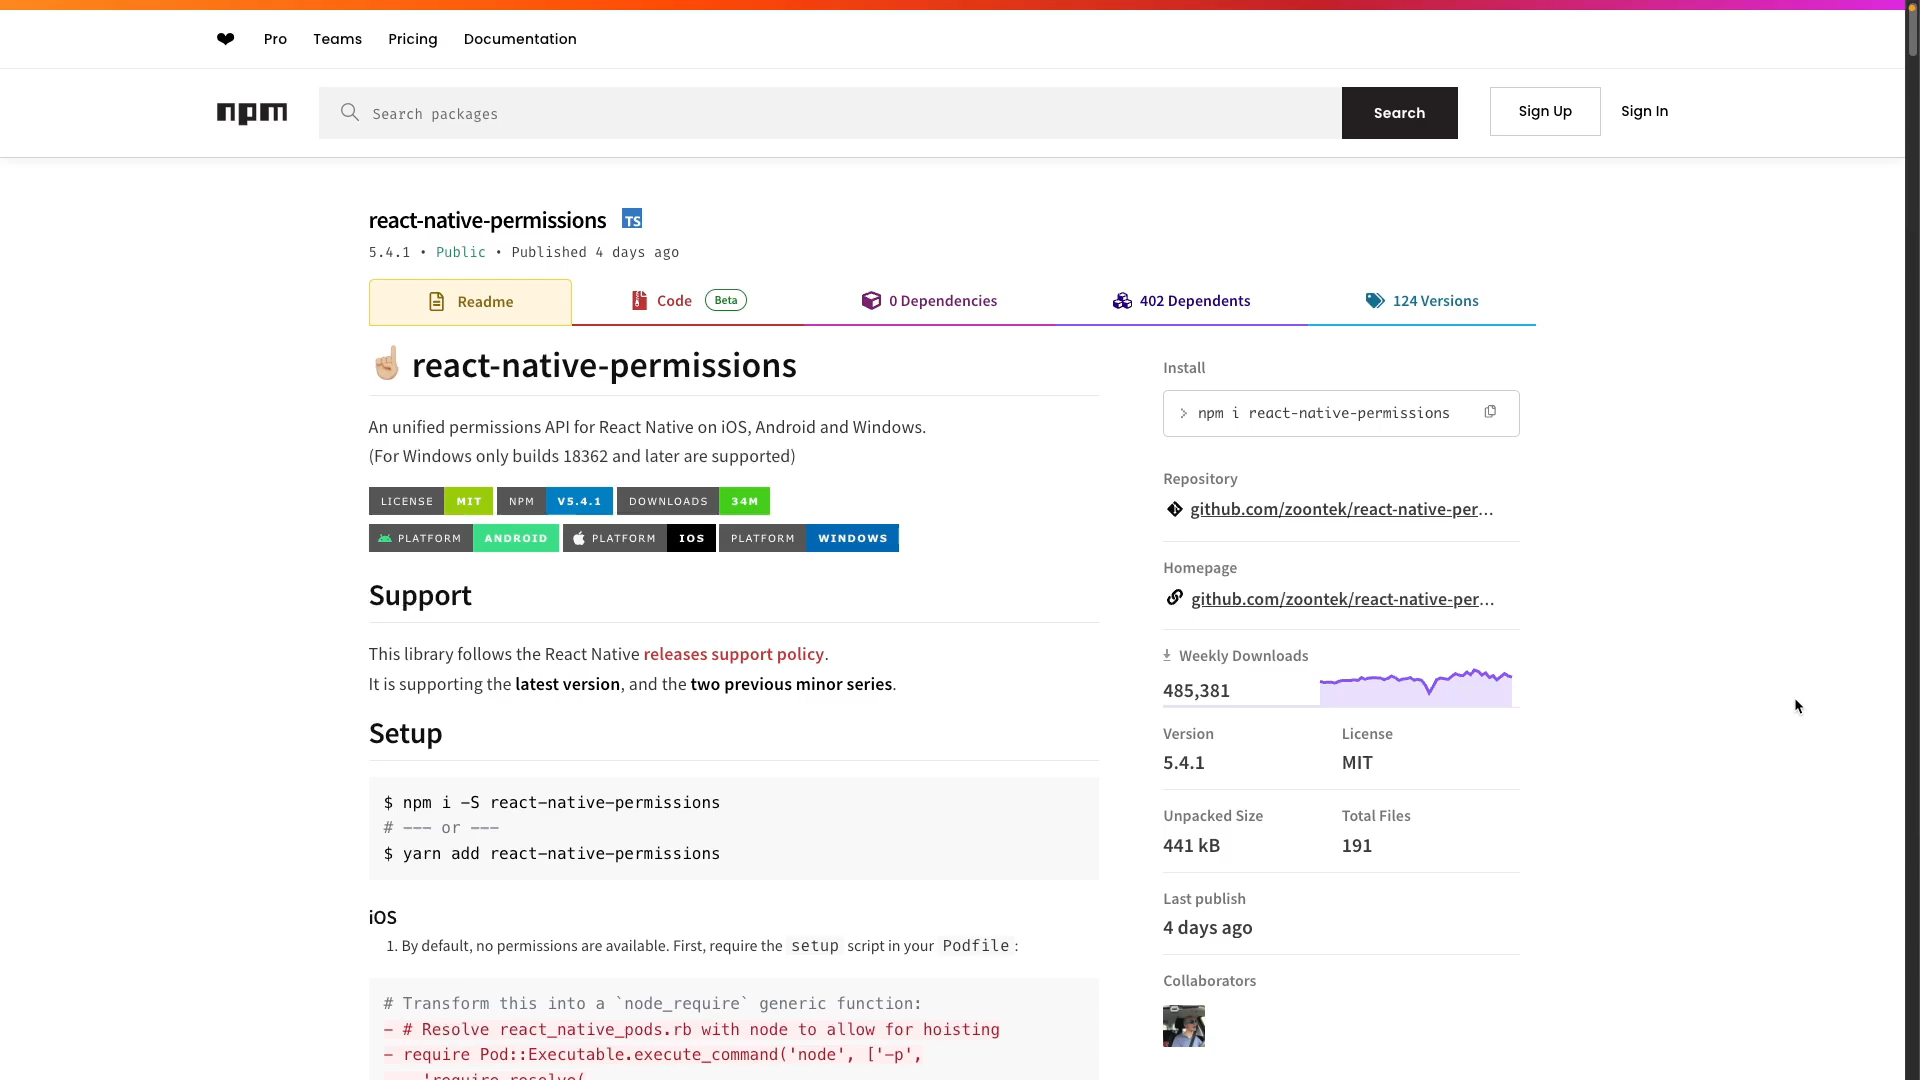 Pro Teams Pricing Documentation
npm
Search packages
Search
Sign Up
Sign In
react-native-permissions TS
5.4.1 • Public • Published 4 days ago
Readme
Code Beta
0 Dependencies
402 Dependents
124 Versions
☝🏼 react-native-permissions
An unified permissions API for React Native on iOS, Android and Windows.
(For Windows only builds 18362 and later are supported)
LICENSE MIT NPM V5.4.1 DOWNLOADS 34M
PLATFORM ANDROID PLATFORM IOS PLATFORM WINDOWS
Support
This library follows the React Native releases support policy.
It is supporting the latest version, and the two previous minor series.
Setup
$ npm i -S react-native-permissions
# --- or ---
$ yarn add react-native-permissions
iOS
1. By default, no permissions are available. First, require the setup script in your Podfile:
# Transform this into a `node_require` generic function:
- # Resolve react_native_pods.rb with node to allow for hoisting
- require Pod::Executable.execute_command('node', ['-p',
'require.resolve(
Install
> npm i react-native-permissions
Repository
github.com/zoontek/react-native-per...
Homepage
github.com/zoontek/react-native-per...
Weekly Downloads
485,381
Version
5.4.1
License
MIT
Unpacked Size
441 kB
Total Files
191
Last publish
4 days ago
Collaborators